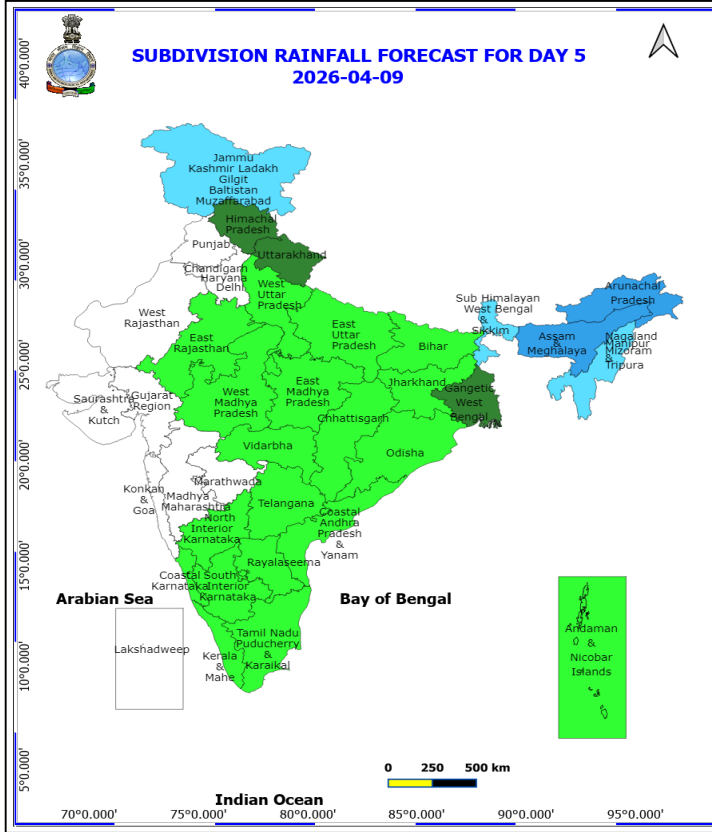 SUBDIVISION RAINFALL FORECAST FOR DAY 5
2026-04-09
40°0.000'
35°0.000'
30°0.000'
25°0.000'
20°0.000'
15°0.000'
10°0.000'
5°0.000'
Jammu
Kashmir Ladakh
Gilgit
Baltistan
Muzaffarabad
Himachal
Pradesh
Punjab
Uttarakhand
Chandigarh
Haryana
Delhi
West
Uttar
Pradesh
West
Rajasthan
East
Rajasthan
East
Uttar
Pradesh
Bihar
Sub Himalayan
West Bengal
&
Sikkim
Arunachal
Pradesh
Assam
&
Meghalaya
Nagaland
Manipur
Mizoram
&
Tripura
Saurashtra
&
Kutch
Gujarat
Region
West
Madhya
Pradesh
East
Madhya
Pradesh
Jharkhand
Gangetic
West
Bengal
Chhattisgarh
Vidarbha
Odisha
Konkan
&
Goa
Madhya
Maharashtra
Marathwada
Telangana
North
Interior
Karnataka
Coastal
Andhra
Pradesh
&
Yanam
Rayalaseema
Coastal
Karnataka
South
Interior
Karnataka
Arabian Sea
Bay of Bengal
Lakshadweep
Kerala
&
Mahe
Tamil Nadu
Puducherry
&
Karaikal
Andaman
&
Nicobar
Islands
0 250 500 km
Indian Ocean
70°0.000' 75°0.000' 80°0.000' 85°0.000' 90°0.000' 95°0.000'